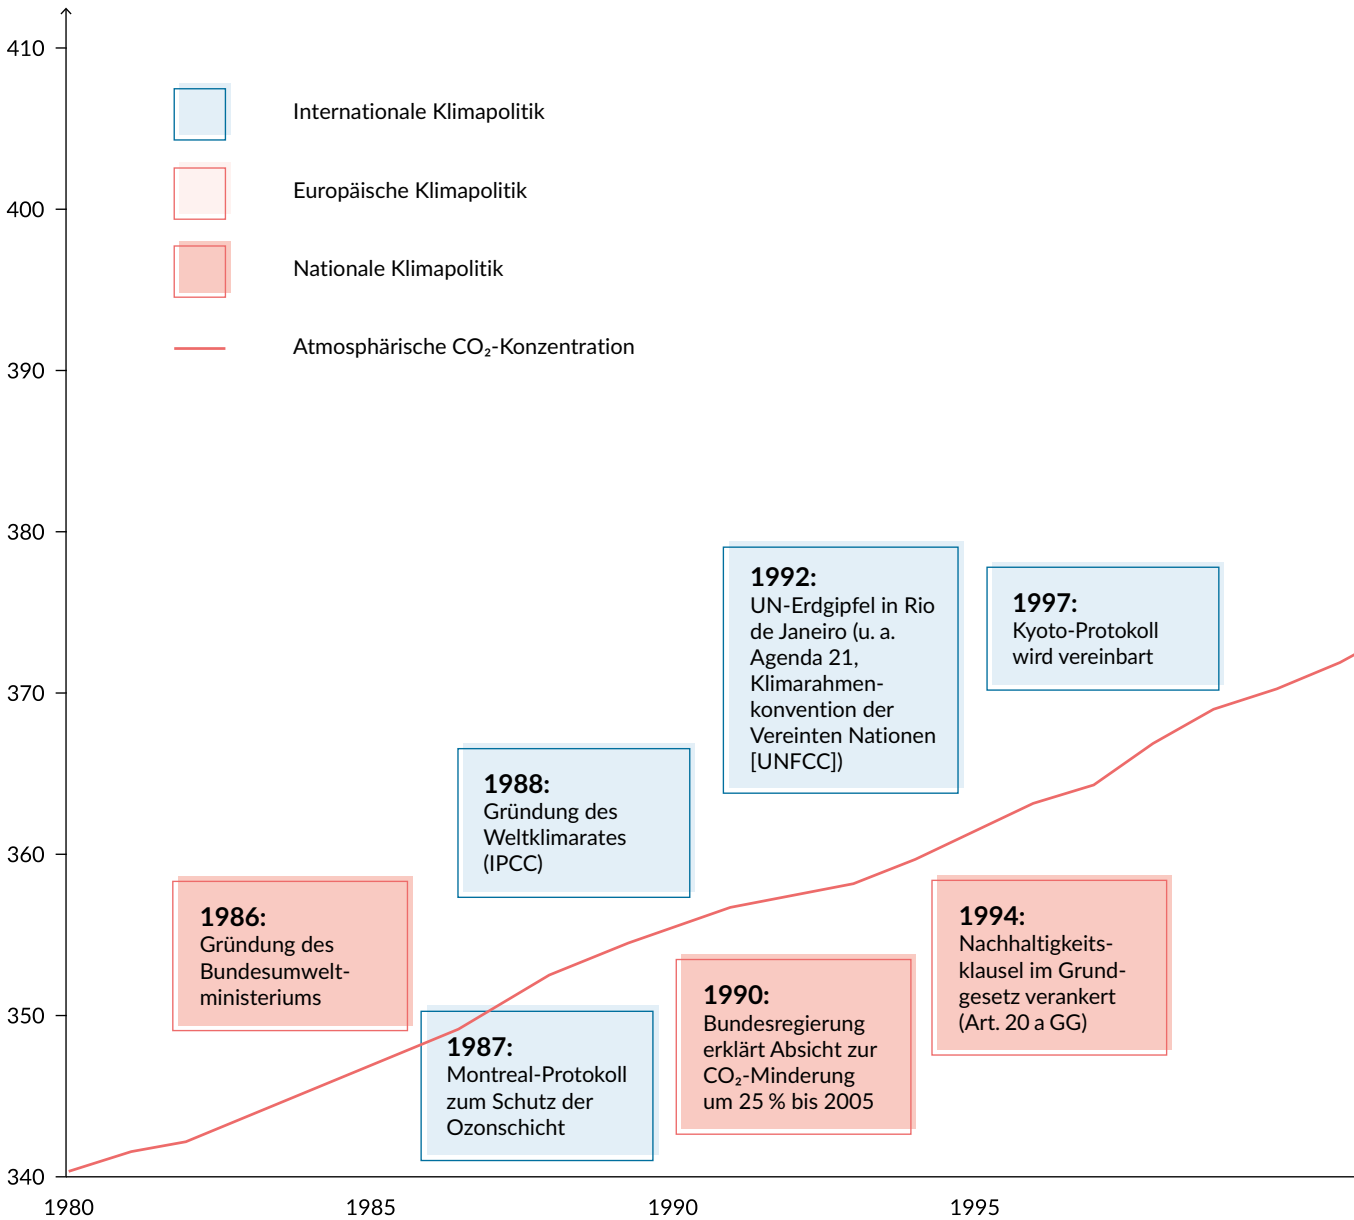 410
400
390
380
370
360
350
340
Internationale Klimapolitik
Europäische Klimapolitik
Nationale Klimapolitik
Atmosphärische CO₂-Konzentration
1986:
Gründung des
Bundesumwelt-
ministeriums
1988:
Gründung des
Weltklimarates
(IPCC)
1987:
Montreal-Protokoll
zum Schutz der
Ozonschicht
1992:
UN-Erdgipfel in Rio
de Janeiro (u. a.
Agenda 21,
Klimarahmen-
konvention der
Vereinten Nationen
[UNFCC])
1990:
Bundesregierung
erklärt Absicht zur
CO₂-Minderung
um 25 % bis 2005
1997:
Kyoto-Protokoll
wird vereinbart
1994:
Nachhaltigkeits-
klausel im Grund-
gesetz verankert
(Art. 20 a GG)
1980 1985 1990 1995